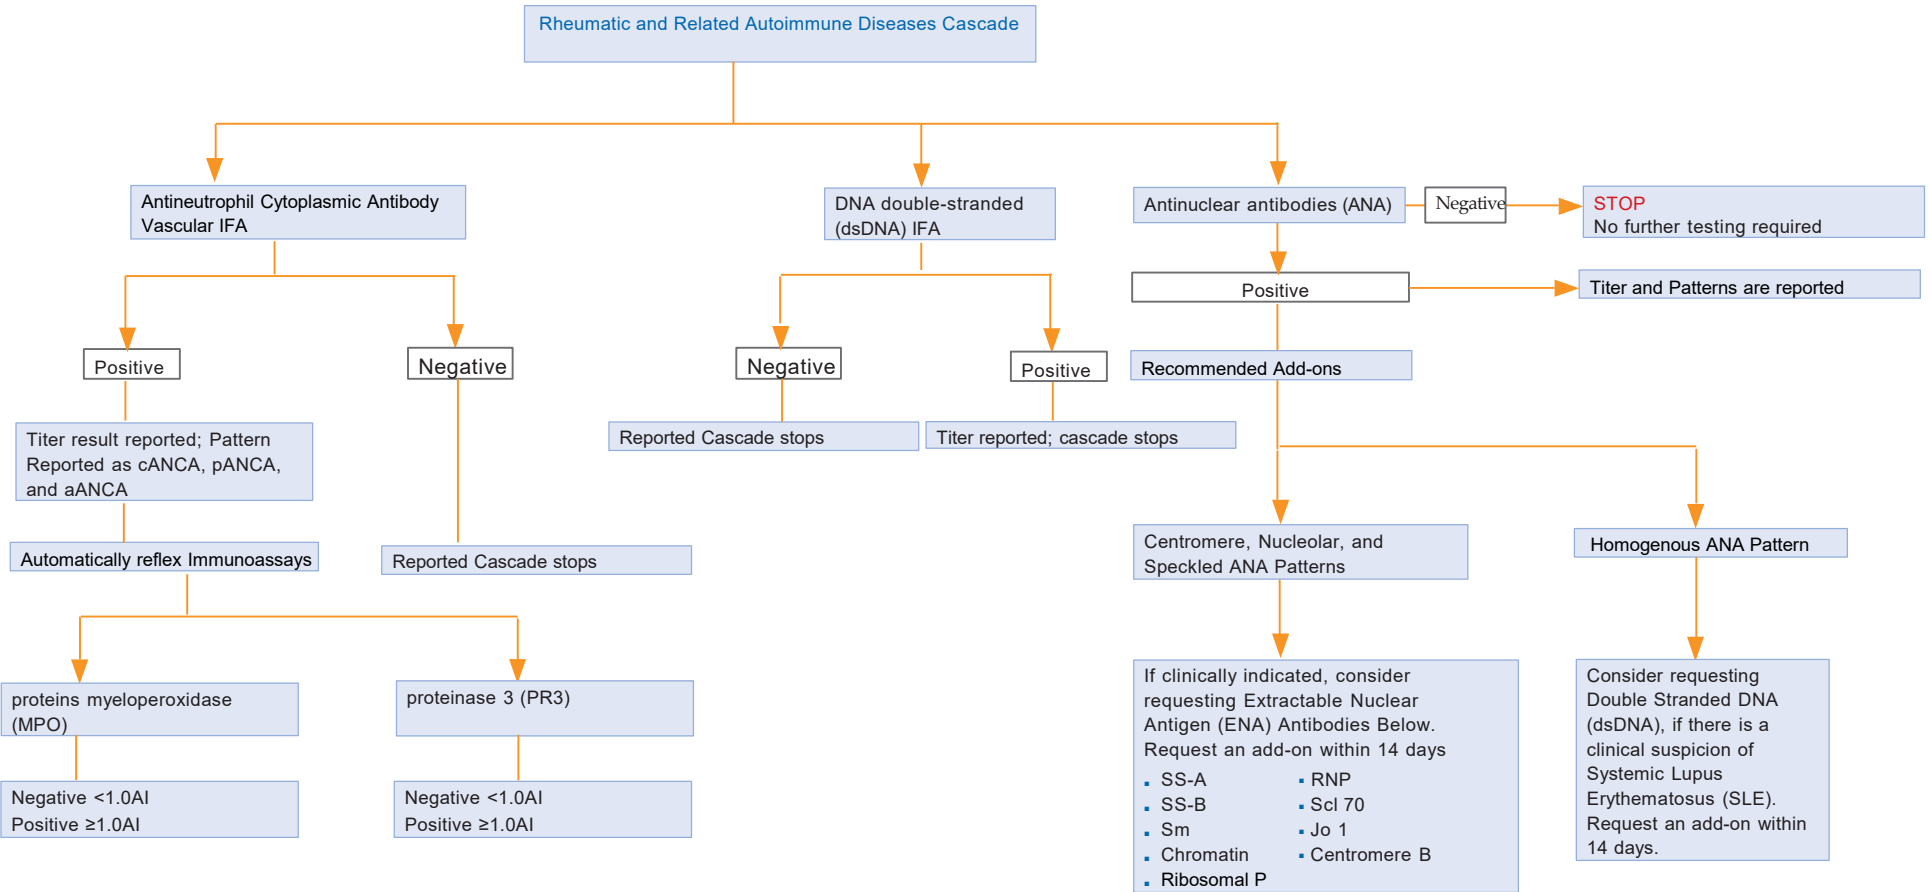 Rheumatic and Related Autoimmune Diseases Cascade
Antineutrophil Cytoplasmic Antibody
Vascular IFA
Positive
Negative
Titer result reported; Pattern
Reported as cANCA, pANCA,
and aANCA
Automatically reflex Immunoassays
Reported Cascade stops
proteins myeloperoxidase
(MPO)
proteinase 3 (PR3)
Negative <1.0AI
Positive ≥1.0AI
Negative <1.0AI
Positive ≥1.0AI
DNA double-stranded
(dsDNA) IFA
Negative
Positive
Reported Cascade stops
Titer reported; cascade stops
Antinuclear antibodies (ANA)
Negative
STOP
No further testing required
Positive
Titer and Patterns are reported
Recommended Add-ons
Centromere, Nucleolar, and
Speckled ANA Patterns
Homogenous ANA Pattern
If clinically indicated, consider
requesting Extractable Nuclear
Antigen (ENA) Antibodies Below.
Request an add-on within 14 days
▪ SS-A
▪ SS-B
▪ Sm
▪ Chromatin
▪ Ribosomal P
▪ RNP
▪ Scl 70
▪ Jo 1
▪ Centromere B
Consider requesting
Double Stranded DNA
(dsDNA), if there is a
clinical suspicion of
Systemic Lupus
Erythematosus (SLE).
Request an add-on within
14 days.